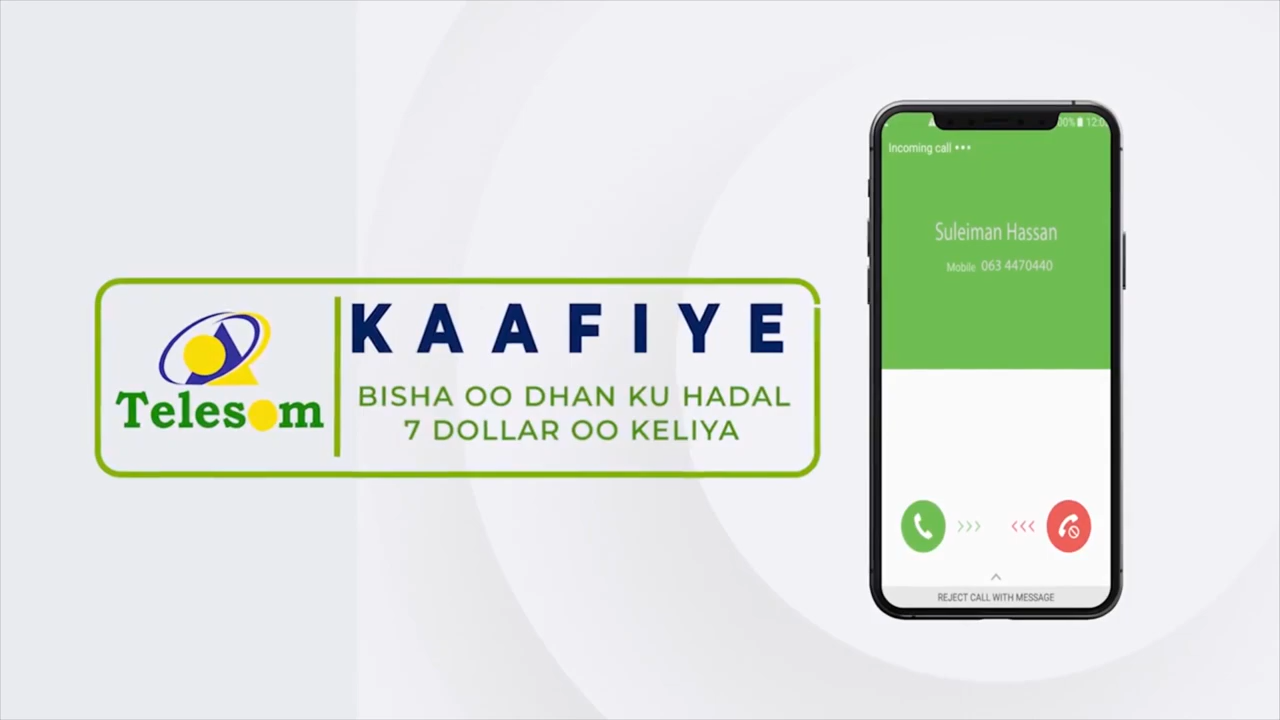 Telesom
KAAFIYE
BISHA OO DHAN KU HADAL
7 DOLLAR OO KELIYA
Incoming call •••
Suleiman Hassan
Mobile 063 4470440
REJECT CALL WITH MESSAGE